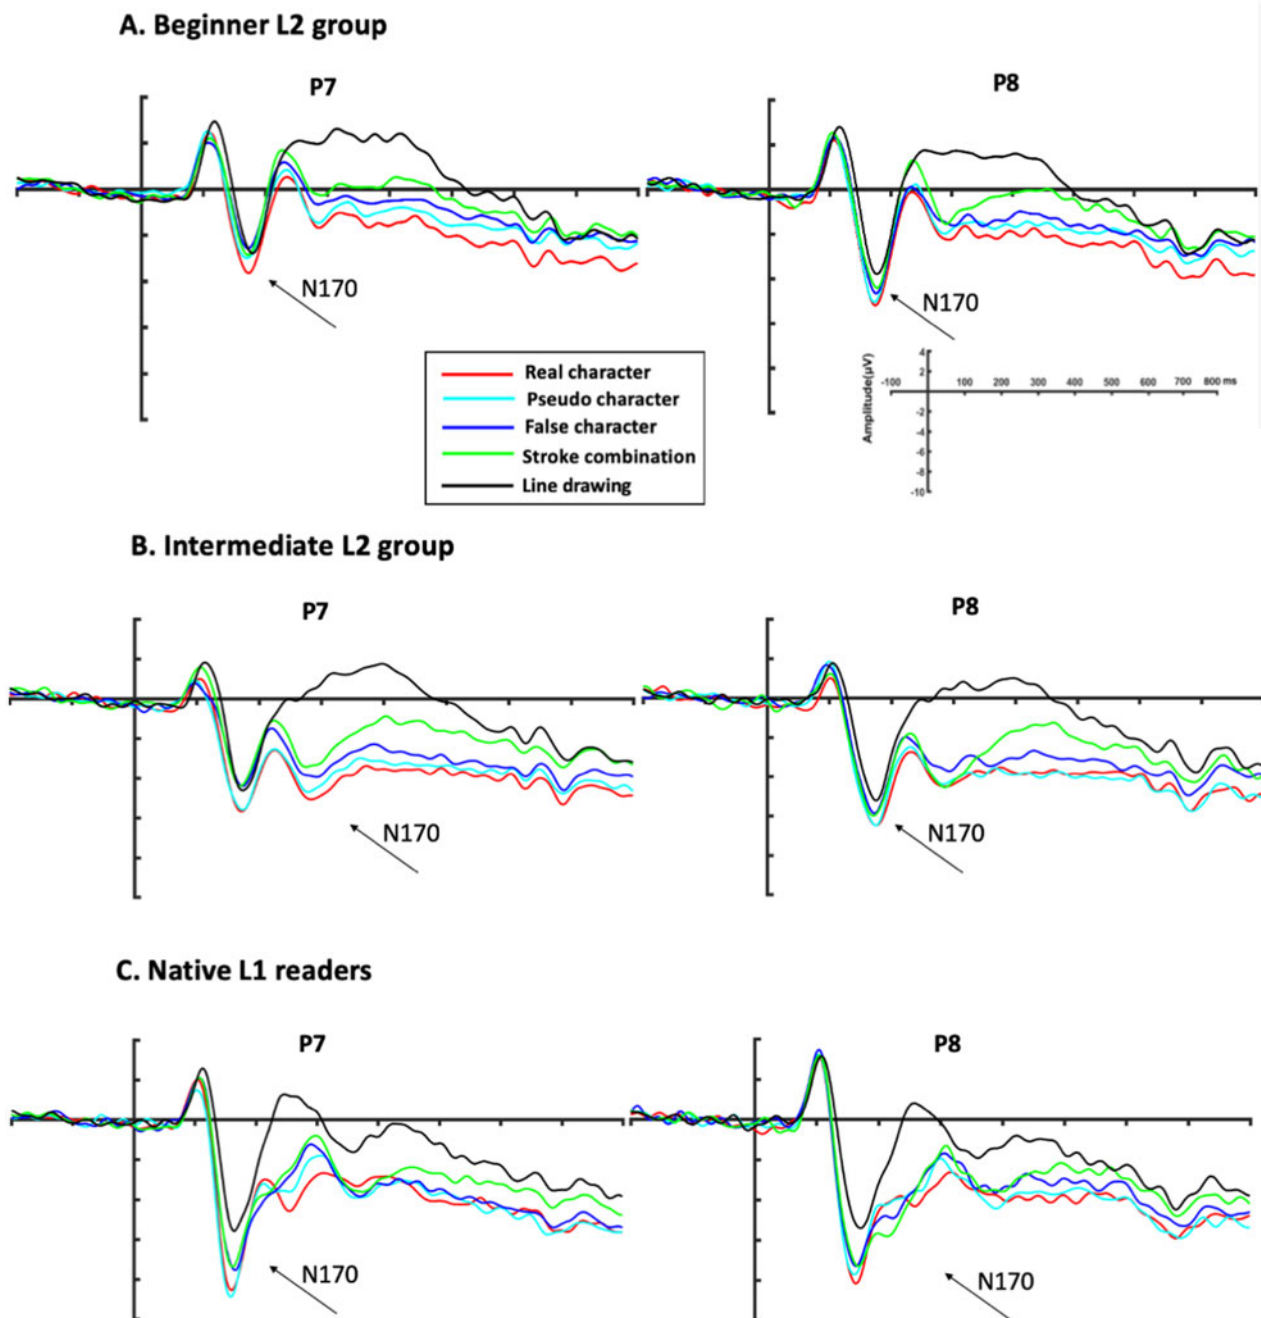 A. Beginner L2 group
P7
P8
N170
N170
Real character
Pseudo character
False character
Stroke combination
Line drawing
Amplitude(µV)
4
2
-100 100 200 300 400 500 600 700 800 ms
-2
-4
-6
-8
-10
B. Intermediate L2 group
P7
P8
N170
N170
C. Native L1 readers
P7
P8
N170
N170